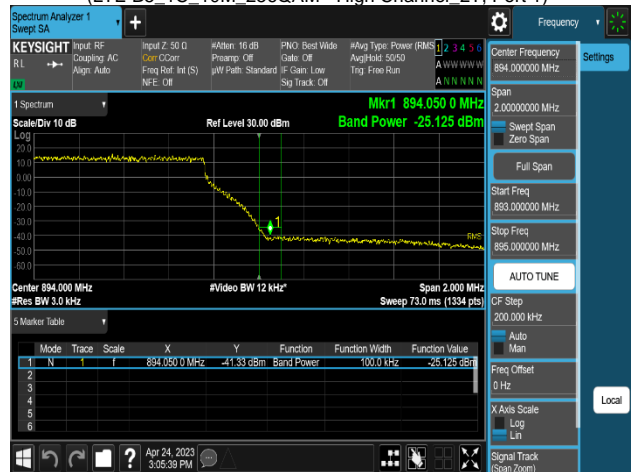 Spectrum Analyzer 1
Swept SA
Frequency
KEYSIGHT
R L
Input: RF
Coupling: AC
Align: Auto
Input Z: 50 Ω
Corr CCorr
Freq Ref: Int (S)
NFE: Off
#Atten: 16 dB
Preamp: Off
µW Path: Standard
PNO: Best Wide
Gate: Off
IF Gain: Low
Sig Track: Off
#Avg Type: Power (RMS
Avg|Hold: 50/50
Trig: Free Run
1 2 3 4 5 6
A W W W W W
A N N N N N
LV
1 Spectrum
Scale/Div 10 dB
Ref Level 30.00 dBm
Mkr1 894.050 0 MHz
Band Power -25.125 dBm
Log
20.0
10.0
0.00
-10.0
-20.0
-30.0
-40.0
-50.0
-60.0
1
RMS
Center 894.000 MHz
#Video BW 12 kHz*
Span 2.000 MHz
#Res BW 3.0 kHz
Sweep 73.0 ms (1334 pts)
5 Marker Table
Mode Trace Scale X Y Function Function Width Function Value
1 N 1 f 894.050 0 MHz -41.33 dBm Band Power 100.0 kHz -25.125 dBm
2
3
4
5
6
Apr 24, 2023
3:05:39 PM
Center Frequency
894.000000 MHz
Settings
Span
2.00000000 MHz
Swept Span
Zero Span
Full Span
Start Freq
893.000000 MHz
Stop Freq
895.000000 MHz
AUTO TUNE
CF Step
200.000 kHz
Auto
Man
Freq Offset
0 Hz
Local
X Axis Scale
Log
Lin
Signal Track
(Span Zoom)